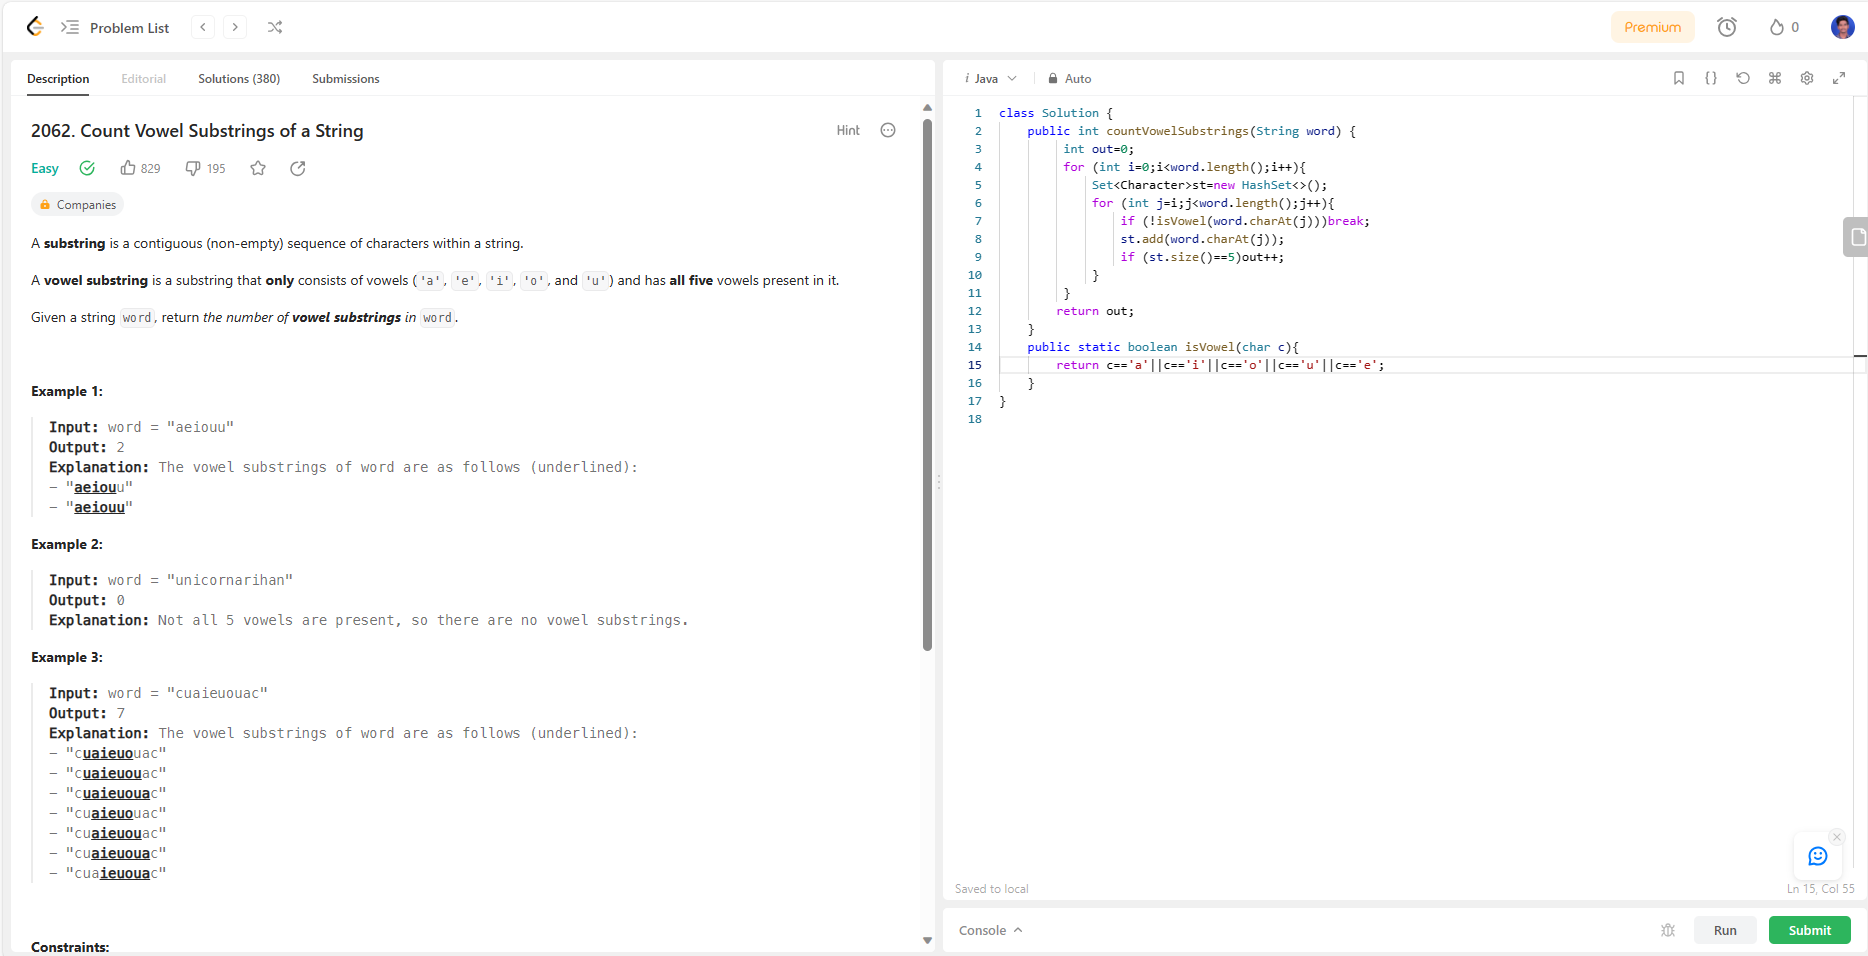 Problem List
Premium
0
Description Editorial Solutions (380) Submissions
2062. Count Vowel Substrings of a String
Hint
Easy 829 195
Companies
A substring is a contiguous (non-empty) sequence of characters within a string.
A vowel substring is a substring that only consists of vowels ('a', 'e', 'i', 'o', and 'u') and has all five vowels present in it.
Given a string word, return the number of vowel substrings in word.
Example 1:
Input: word = "aeiouu"
Output: 2
Explanation: The vowel substrings of word are as follows (underlined):
- "aeiouu"
- "aeiouu"
Example 2:
Input: word = "unicornarihan"
Output: 0
Explanation: Not all 5 vowels are present, so there are no vowel substrings.
Example 3:
Input: word = "cuaieuouac"
Output: 7
Explanation: The vowel substrings of word are as follows (underlined):
- "cuaieuouac"
- "cuaieuouac"
- "cuaieuouac"
- "cuaieuouac"
- "cuaieuouac"
- "cuaieuouac"
- "cuaieuouac"
Constraints:
i Java Auto
{}
1 class Solution {
2 public int countVowelSubstrings(String word) {
3 int out=0;
4 for (int i=0;i<word.length();i++){
5 Set<Character>st=new HashSet<>();
6 for (int j=i;j<word.length();j++){
7 if (!isVowel(word.charAt(j)))break;
8 st.add(word.charAt(j));
9 if (st.size()==5)out++;
10 }
11 }
12 return out;
13 }
14 public static boolean isVowel(char c){
15 return c=='a'||c=='i'||c=='o'||c=='u'||c=='e';
16 }
17 }
18
Saved to local
Ln 15, Col 55
Console
Run
Submit